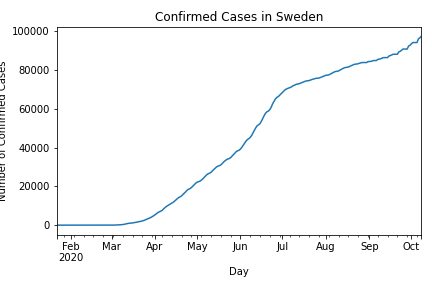 Confirmed Cases in Sweden
Number of Confirmed Cases
100000
80000
60000
40000
20000
0
Feb Mar Apr May Jun Jul Aug Sep Oct
2020
Day